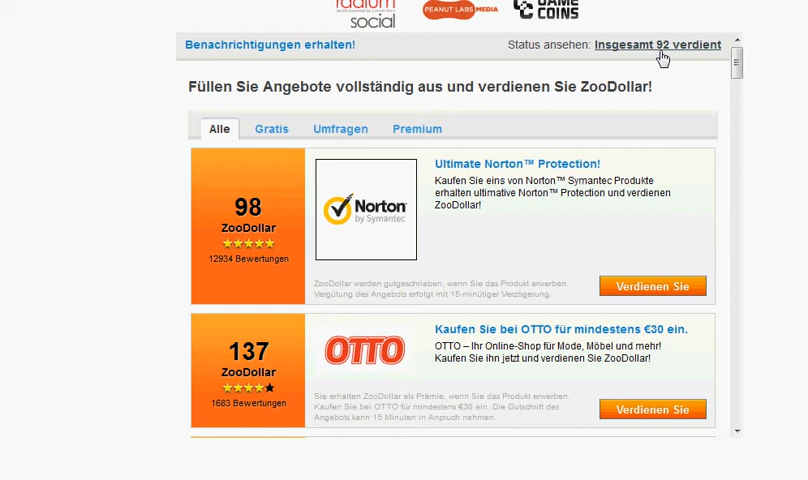 radium
social
PEANUT LABS MEDIA
GAME
COINS
Benachrichtigungen erhalten!
Status ansehen: Insgesamt 92 verdient
Füllen Sie Angebote vollständig aus und verdienen Sie ZooDollar!
Alle Gratis Umfragen Premium
98
ZooDollar
12934 Bewertungen
Norton
by Symantec
Ultimate Norton™ Protection!
Kaufen Sie eins von Norton™ Symantec Produkte
erhalten ultimative Norton™ Protection und verdienen
ZooDollar!
ZooDollar werden gutgeschrieben, wenn Sie das Produkt erwerben.
Vergütung des Angebots erfolgt mit 15-minütiger Verzögerung.
Verdienen Sie
137
ZooDollar
1683 Bewertungen
OTTO
Kaufen Sie bei OTTO für mindestens €30 ein.
OTTO – Ihr Online-Shop für Mode, Möbel und mehr!
Kaufen Sie ihn jetzt und verdienen Sie ZooDollar!
Sie erhalten ZooDollar als Prämie, wenn Sie das Produkt erwerben.
Kaufen Sie bei OTTO für mindestens €30 ein. Die Gutschrift des
Angebots kann 15 Minuten in Anspruch nehmen.
Verdienen Sie